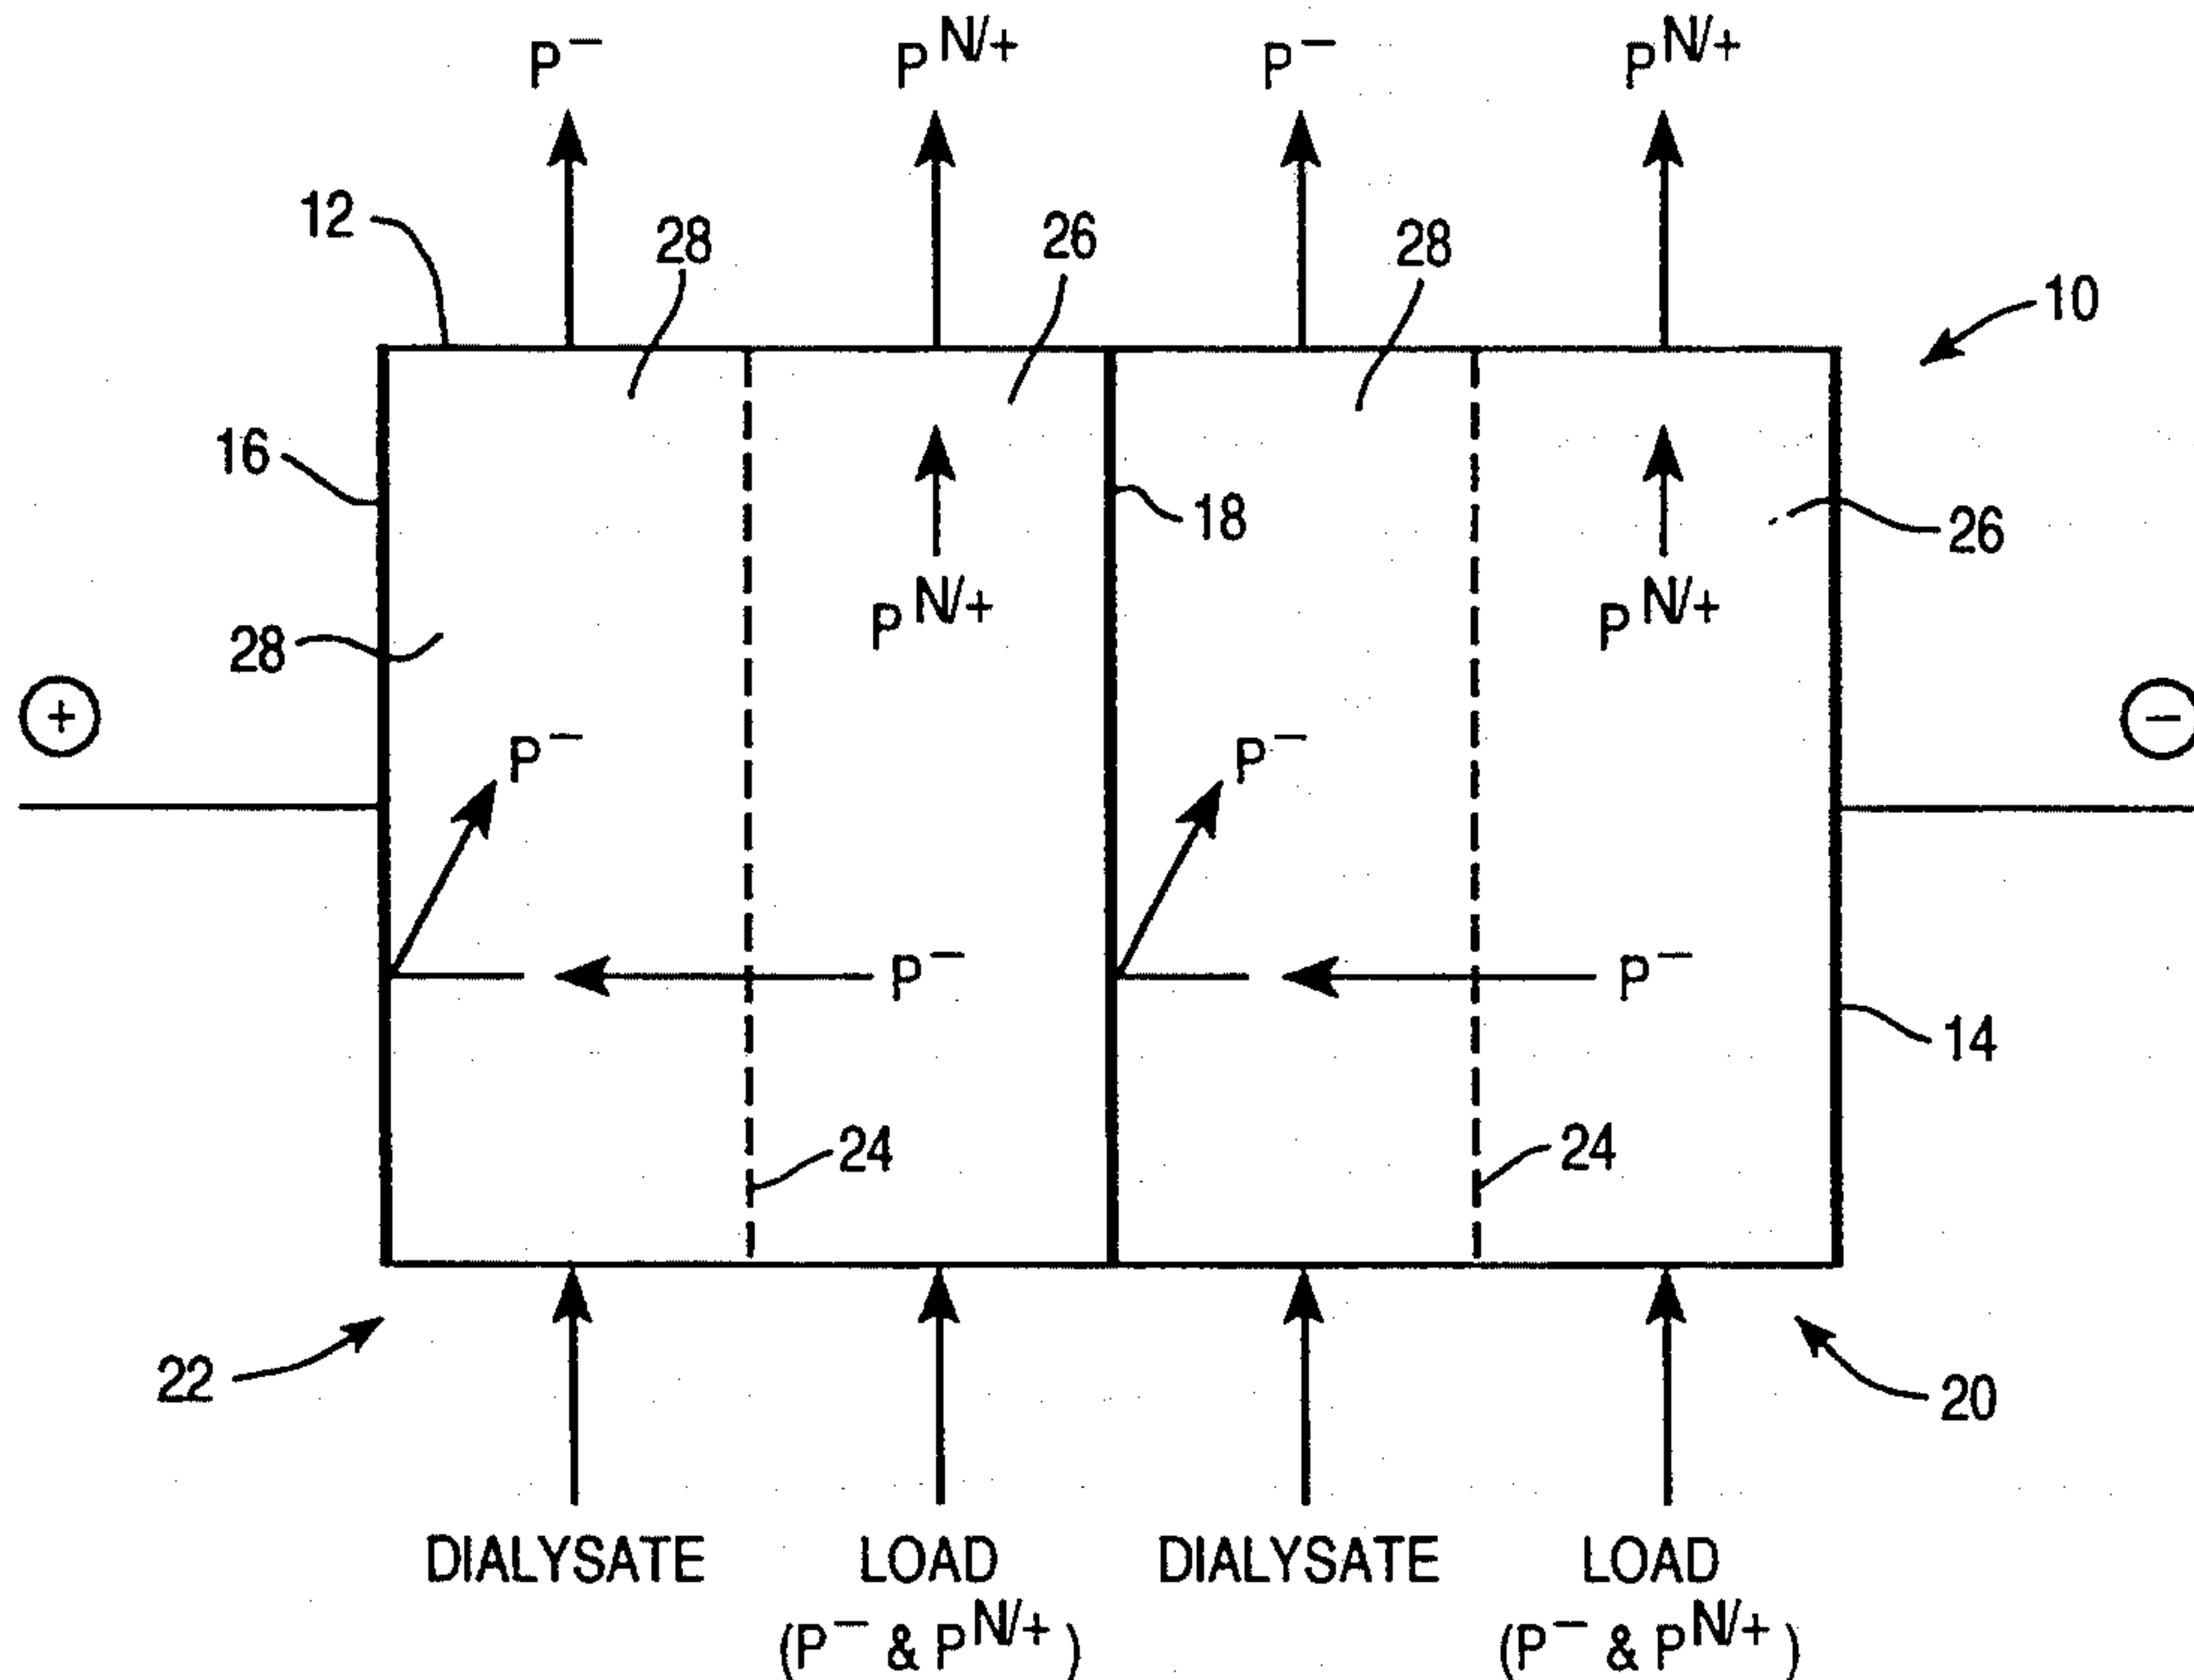 P⁻ P^N/+ P⁻ P^N/+
12 28 26 28 10
16 18 26
P^N/+ P^N/+
28
+ −
P⁻ P⁻
P⁻ P⁻
14
24 24
22 20
DIALYSATE LOAD DIALYSATE LOAD
(P⁻ & P^N/+) (P⁻ & P^N/+)